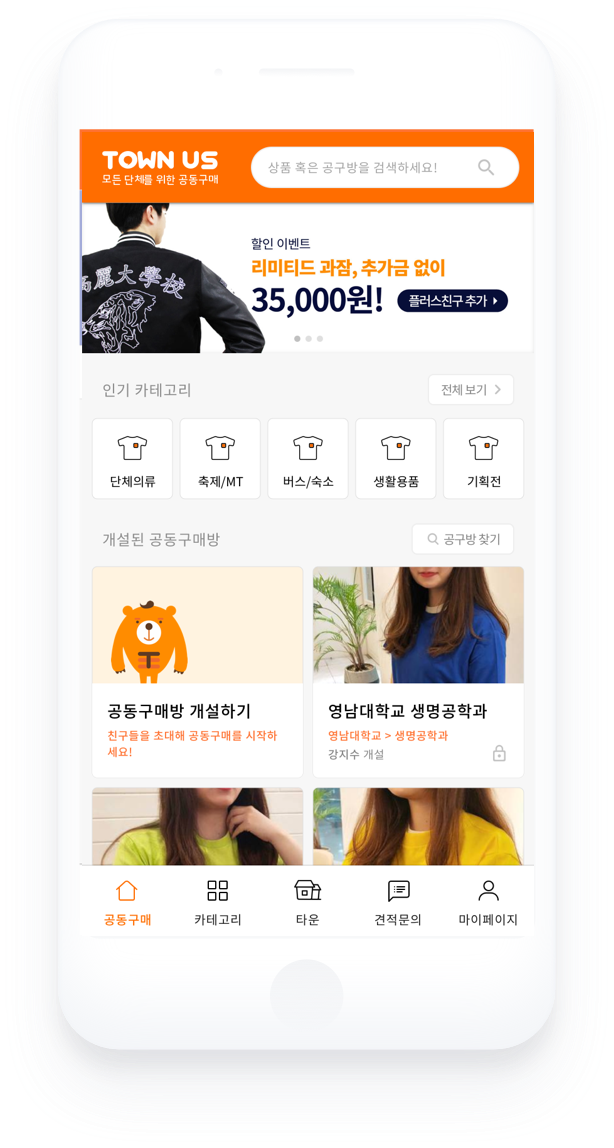 TOWN US
모든 단체를 위한 공동구매
상품 혹은 공구방을 검색하세요!
高麗大學校
할인 이벤트
리미티드 과잠, 추가금 없이
35,000원!
플러스친구 추가
인기 카테고리
전체 보기
단체의류
축제/MT
버스/숙소
생활용품
기획전
개설된 공동구매방
공구방 찾기
공동구매방 개설하기
친구들을 초대해 공동구매를 시작하
세요!
영남대학교 생명공학과
영남대학교 > 생명공학과
강지수 개설
공동구매
카테고리
타운
견적문의
마이페이지